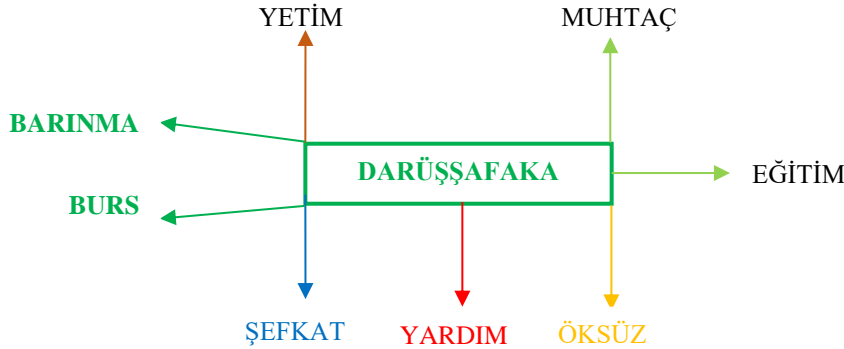 YETİM
MUHTAÇ
BARINMA
DARÜŞŞAFAKA
EĞİTİM
BURS
ŞEFKAT
YARDIM
ÖKSÜZ